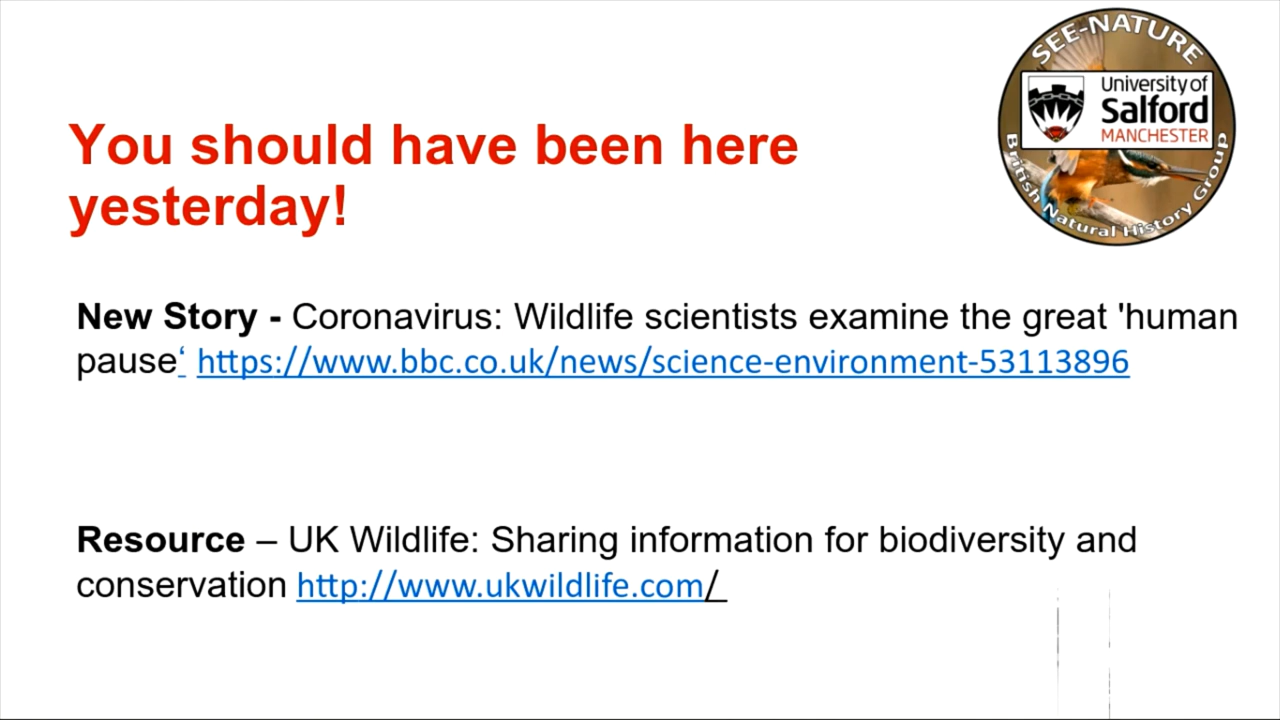 SEE-NATURE
University of
Salford
MANCHESTER
British Natural History Group
You should have been here
yesterday!
New Story - Coronavirus: Wildlife scientists examine the great 'human
pause‘ https://www.bbc.co.uk/news/science-environment-53113896
Resource – UK Wildlife: Sharing information for biodiversity and
conservation http://www.ukwildlife.com/